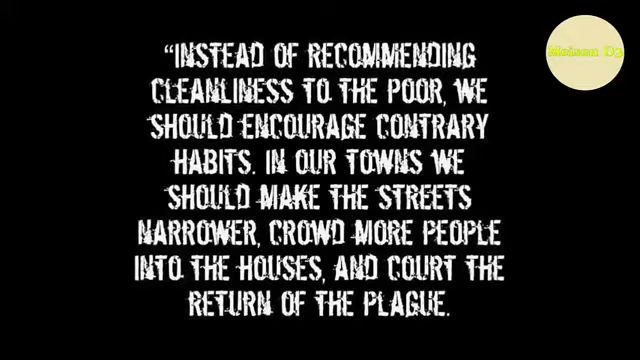 “INSTEAD OF RECOMMENDING
CLEANLINESS TO THE POOR, WE
SHOULD ENCOURAGE CONTRARY
HABITS. IN OUR TOWNS WE
SHOULD MAKE THE STREETS
NARROWER, CROWD MORE PEOPLE
INTO THE HOUSES, AND COURT THE
RETURN OF THE PLAGUE.